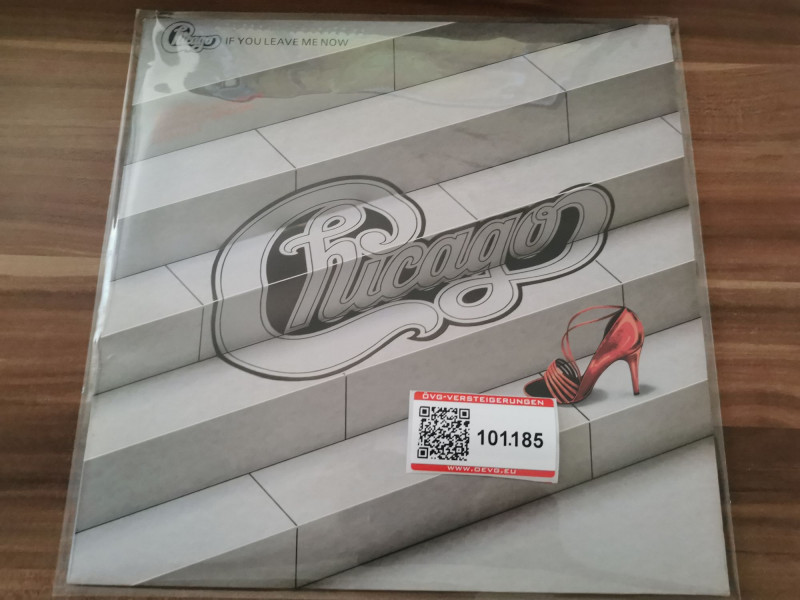 Chicago IF YOU LEAVE ME NOW
Chicago
ÖVG-VERSTEIGERUNGEN
101.185
WWW.OEVG.EU